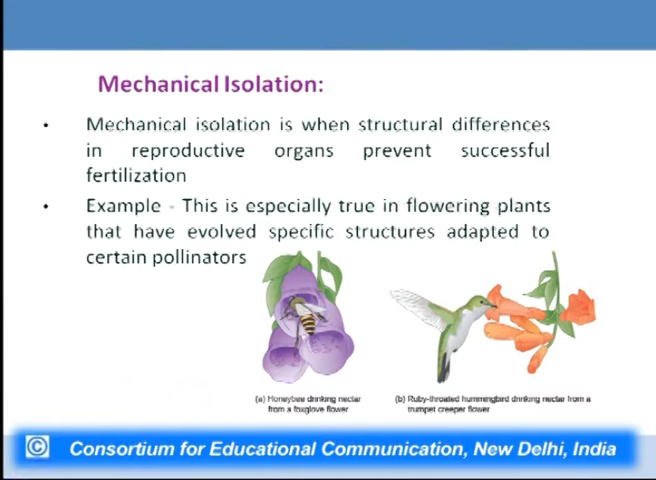 Mechanical Isolation:
• Mechanical isolation is when structural differences
in reproductive organs prevent successful
fertilization
• Example - This is especially true in flowering plants
that have evolved specific structures adapted to
certain pollinators
(a) Honeybee drinking nectar
from a foxglove flower
(b) Ruby-throated hummingbird drinking nectar from a
trumpet creeper flower
© Consortium for Educational Communication, New Delhi, India